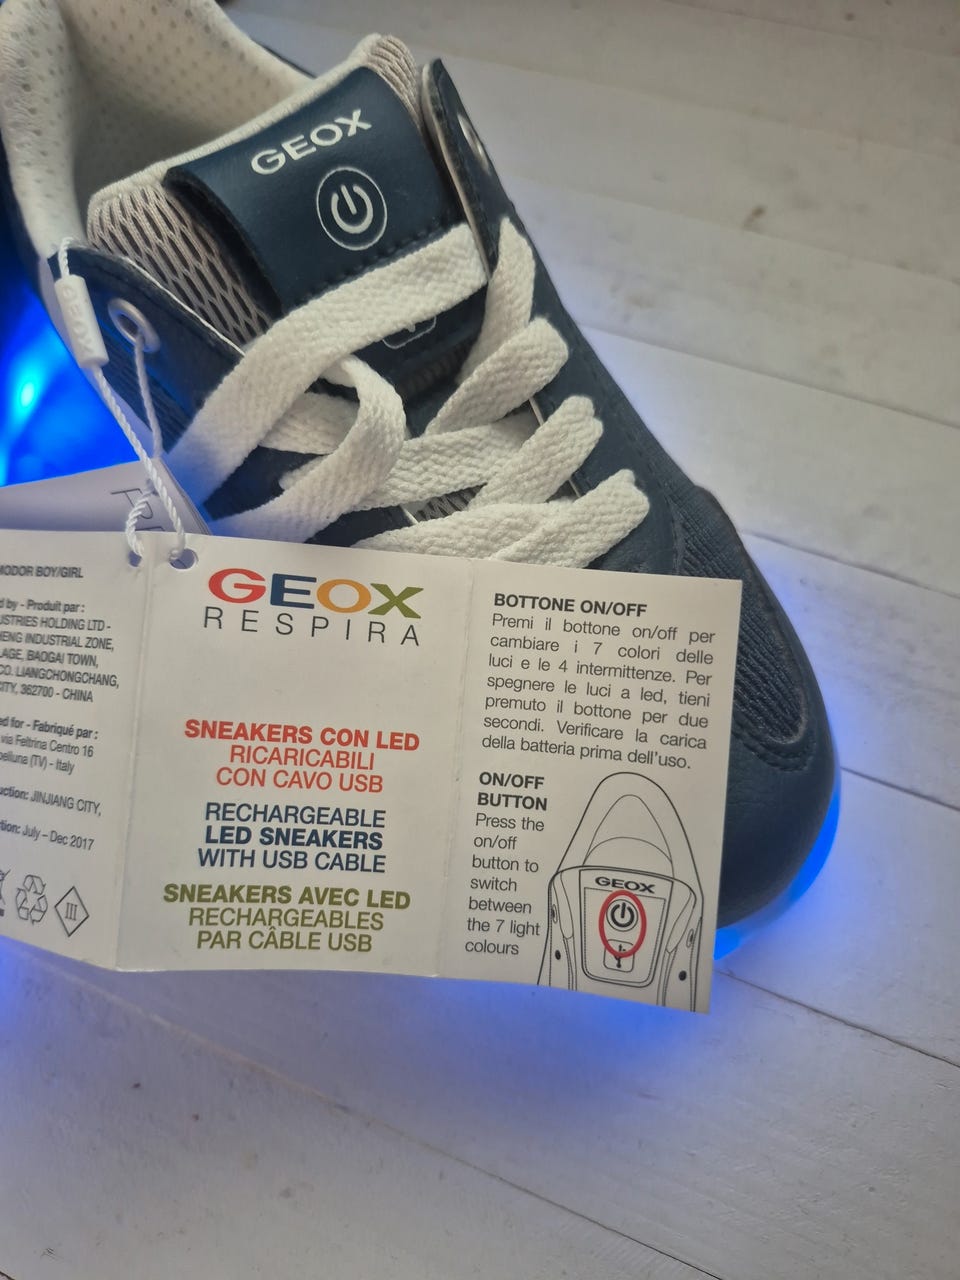 GEOX
GEOX
MODOR BOY/GIRL
d by - Produit par :
USTRIES HOLDING LTD -
HENG INDUSTRIAL ZONE,
LAGE, BAOGAI TOWN,
CO. LIANGCHONGCHANG,
CITY, 362700 - CHINA
ed for - Fabriqué par :
via Feltrina Centro 16
belluna (TV) - Italy
uction: JINJIANG CITY,
ction: July – Dec 2017
III
GEOX
RESPIRA
SNEAKERS CON LED
RICARICABILI
CON CAVO USB
RECHARGEABLE
LED SNEAKERS
WITH USB CABLE
SNEAKERS AVEC LED
RECHARGEABLES
PAR CÂBLE USB
BOTTONE ON/OFF
Premi il bottone on/off per
cambiare i 7 colori delle
luci e le 4 intermittenze. Per
spegnere le luci a led, tieni
premuto il bottone per due
secondi. Verificare la carica
della batteria prima dell'uso.
ON/OFF
BUTTON
Press the
on/off
button to
switch
between
the 7 light
colours
GEOX